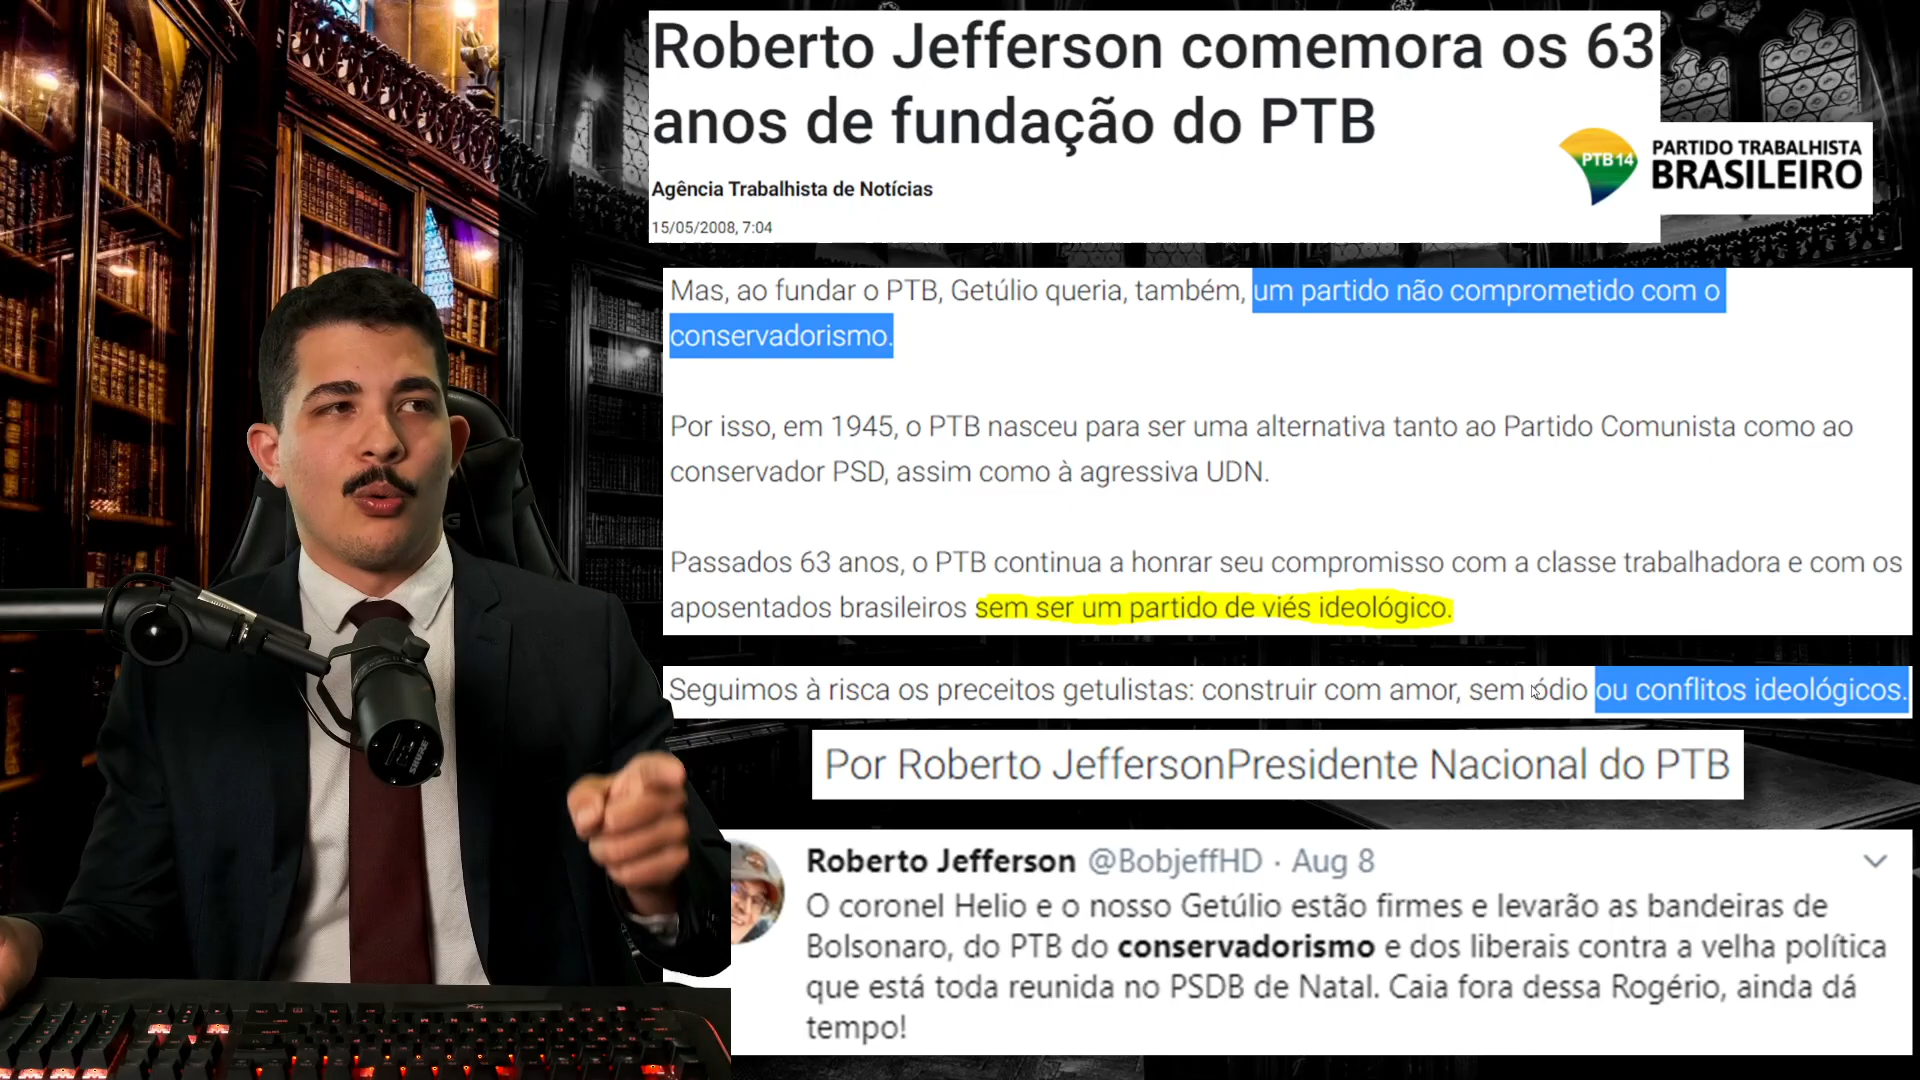 Roberto Jefferson comemora os 63
anos de fundação do PTB
Agência Trabalhista de Notícias
15/05/2008, 7:04
PTB 14
PARTIDO TRABALHISTA
BRASILEIRO
Mas, ao fundar o PTB, Getúlio queria, também, um partido não comprometido com o
conservadorismo.
Por isso, em 1945, o PTB nasceu para ser uma alternativa tanto ao Partido Comunista como ao
conservador PSD, assim como à agressiva UDN.
Passados 63 anos, o PTB continua a honrar seu compromisso com a classe trabalhadora e com os
aposentados brasileiros sem ser um partido de viés ideológico.
Seguimos à risca os preceitos getulistas: construir com amor, sem ódio ou conflitos ideológicos.
Por Roberto JeffersonPresidente Nacional do PTB
Roberto Jefferson @BobjeffHD · Aug 8
O coronel Helio e o nosso Getúlio estão firmes e levarão as bandeiras de
Bolsonaro, do PTB do conservadorismo e dos liberais contra a velha política
que está toda reunida no PSDB de Natal. Caia fora dessa Rogério, ainda dá
tempo!
SHURE